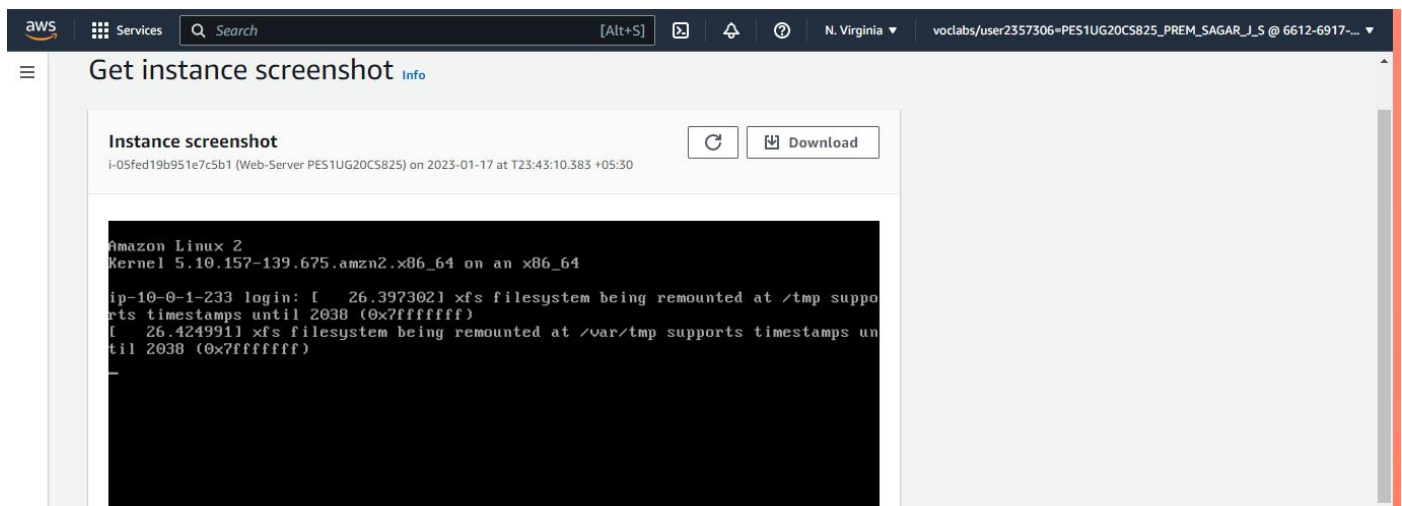 aws Services Search [Alt+S] N. Virginia ▼ voclabs/user2357306=PES1UG20CS825_PREM_SAGAR_J_S @ 6612-6917-... ▼
Get instance screenshot Info
Instance screenshot
Download
i-05fed19b951e7c5b1 (Web-Server PES1UG20CS825) on 2023-01-17 at T23:43:10.383 +05:30
Amazon Linux 2
Kernel 5.10.157-139.675.amzn2.x86_64 on an x86_64
ip-10-0-1-233 login: [   26.397302] xfs filesystem being remounted at /tmp suppo
rts timestamps until 2038 (0x7fffffff)
[   26.424991] xfs filesystem being remounted at /var/tmp supports timestamps un
til 2038 (0x7fffffff)
_